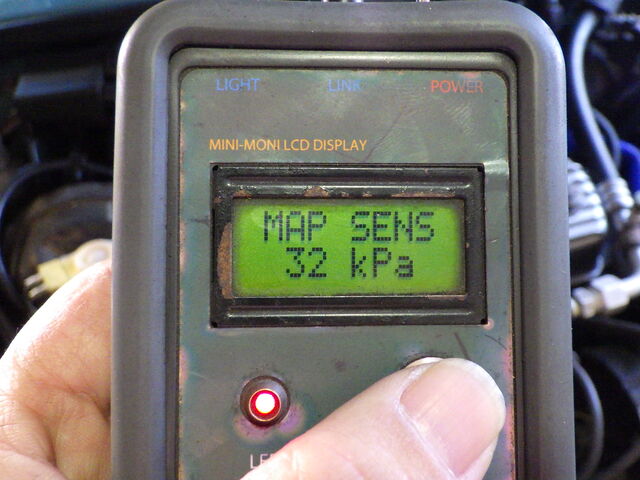 LIGHT LINK POWER
MINI-MONI LCD DISPLAY
MAP SENS
32 kPa